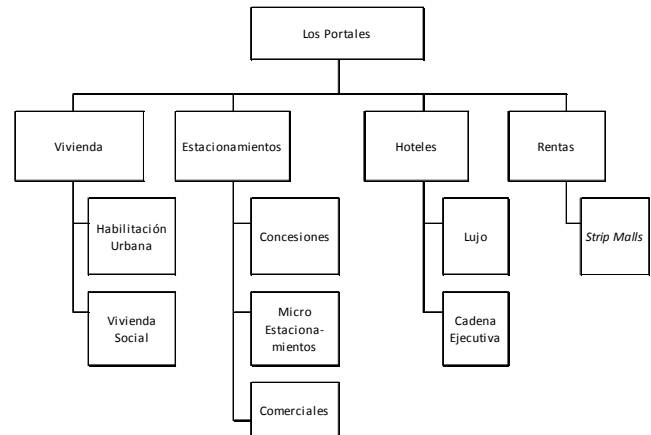 Los Portales
Vivienda
Estacionamientos
Hoteles
Rentas
Habilitación
Urbana
Concesiones
Lujo
Strip Malls
Vivienda
Social
Micro
Estaciona-
mientos
Cadena
Ejecutiva
Comerciales